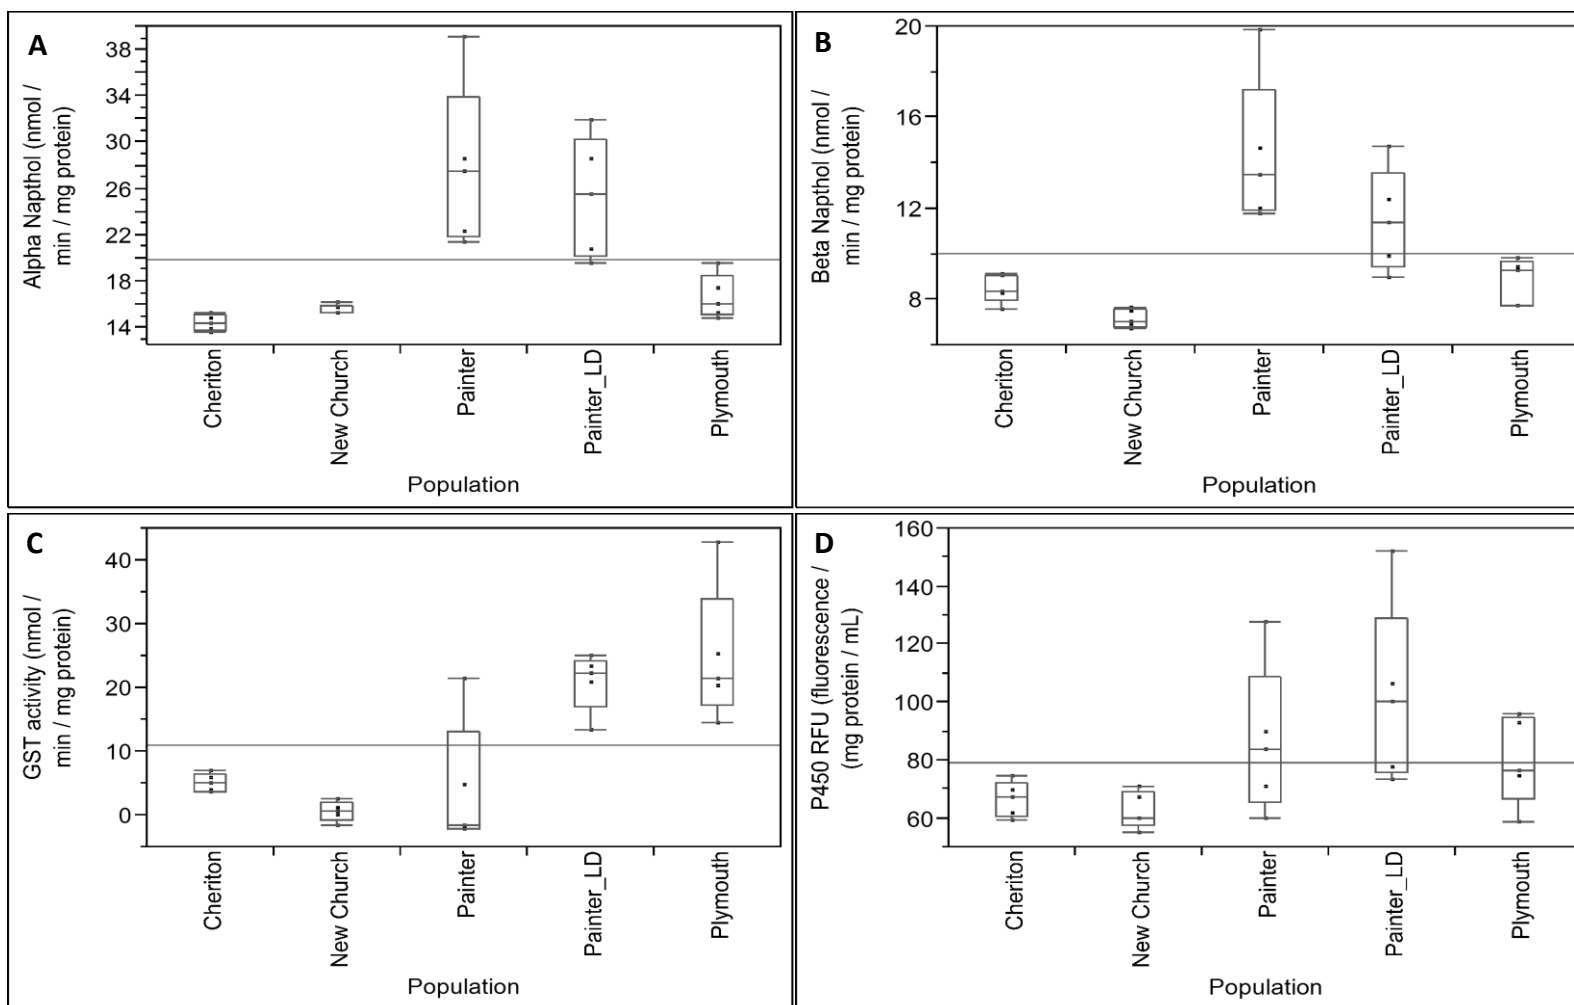 A
Alpha Napthol (nmol /
min / mg protein)
38
34
30
26
22
18
14
Cheriton
New Church
Painter
Painter_LD
Plymouth
Population
B
Beta Napthol (nmol /
min / mg protein)
20
16
12
8
Cheriton
New Church
Painter
Painter_LD
Plymouth
Population
C
GST activity (nmol /
min / mg protein)
40
30
20
10
0
Cheriton
New Church
Painter
Painter_LD
Plymouth
Population
D
P450 RFU (fluorescence /
(mg protein / mL)
160
140
120
100
80
60
Cheriton
New Church
Painter
Painter_LD
Plymouth
Population